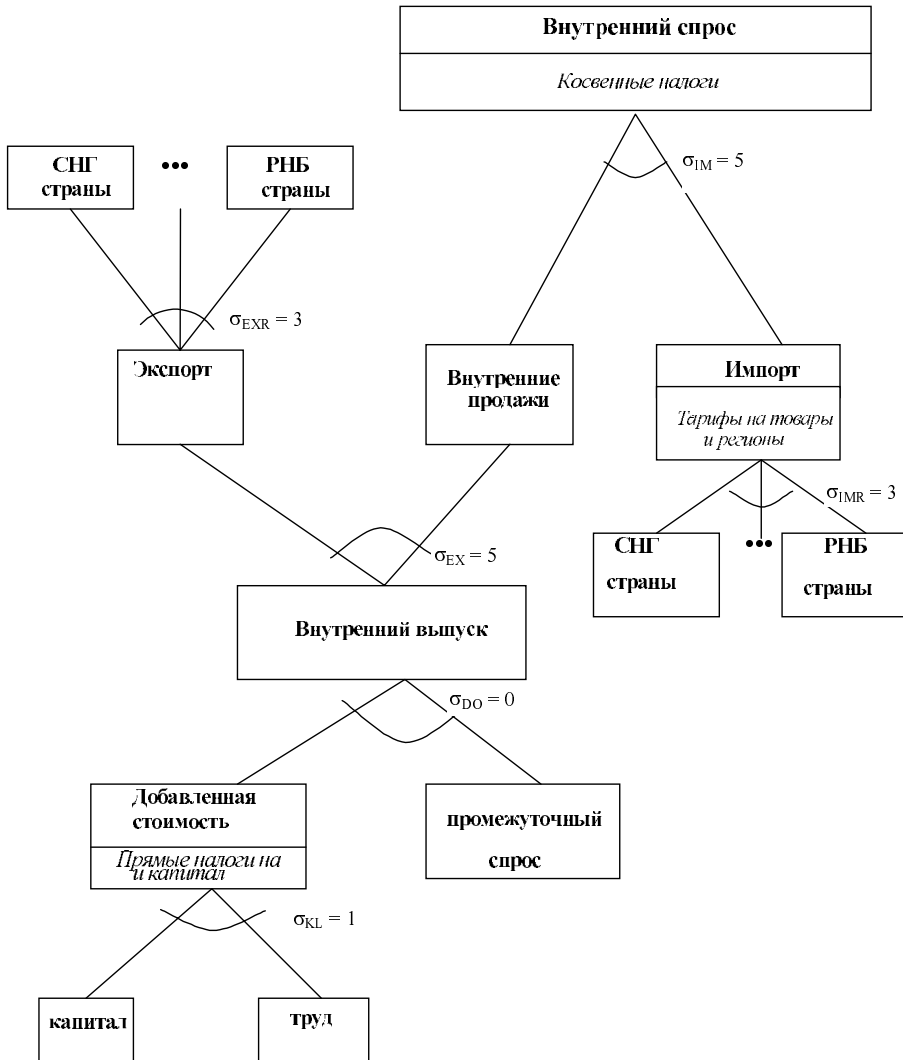 Внутренний спрос
Косвенные налоги
СНГ
страны
•••
РНБ
страны
σIM = 5
σEXR = 3
Экспорт
Внутренние
продажи
Импорт
Тарифы на товары
и регионы
σIMR = 3
СНГ
страны
•••
РНБ
страны
σEX = 5
Внутренний выпуск
σDO = 0
Добавленная
стоимость
Прямые налоги на
и капитал
промежуточный
спрос
σKL = 1
капитал
труд